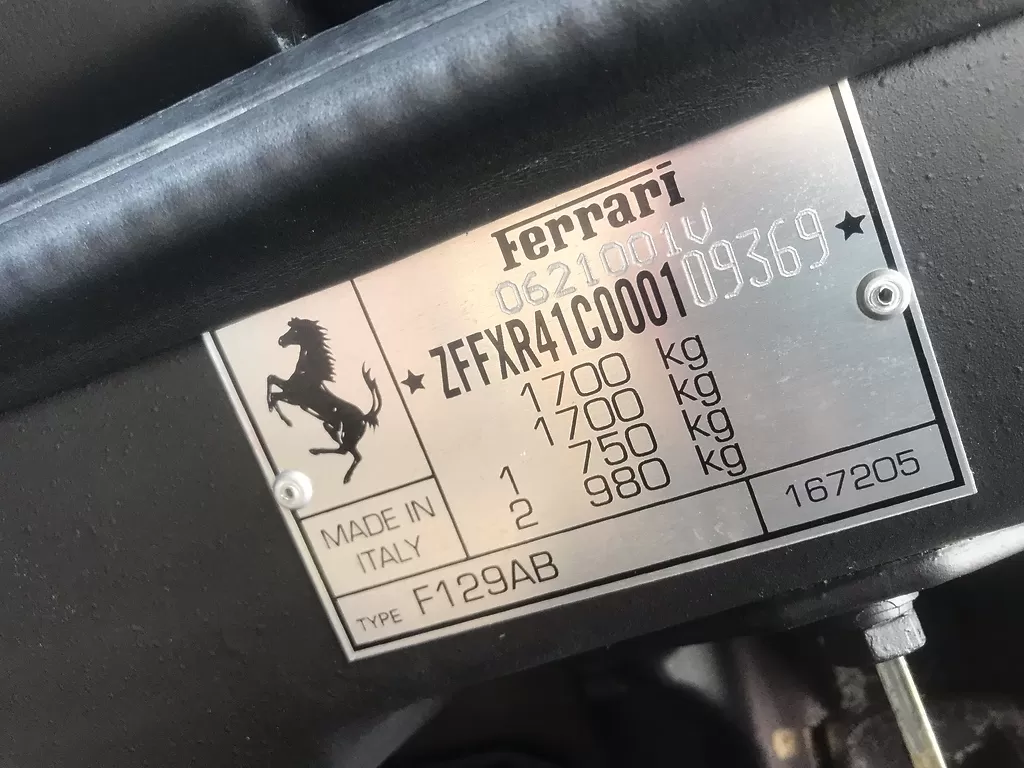 Ferrari
0621001V
★ ZFFXR41C000109369 ★
1700 kg
1700 kg
1 750 kg
2 980 kg
MADE IN
ITALY
TYPE F129AB
167205